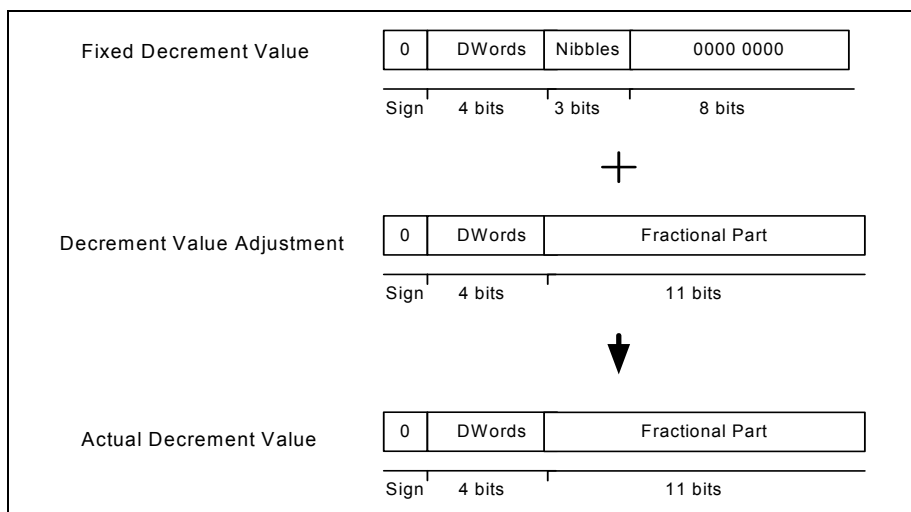 Fixed Decrement Value
0 DWords Nibbles 0000 0000
Sign 4 bits 3 bits 8 bits
+
Decrement Value Adjustment
0 DWords Fractional Part
Sign 4 bits 11 bits
Actual Decrement Value
0 DWords Fractional Part
Sign 4 bits 11 bits